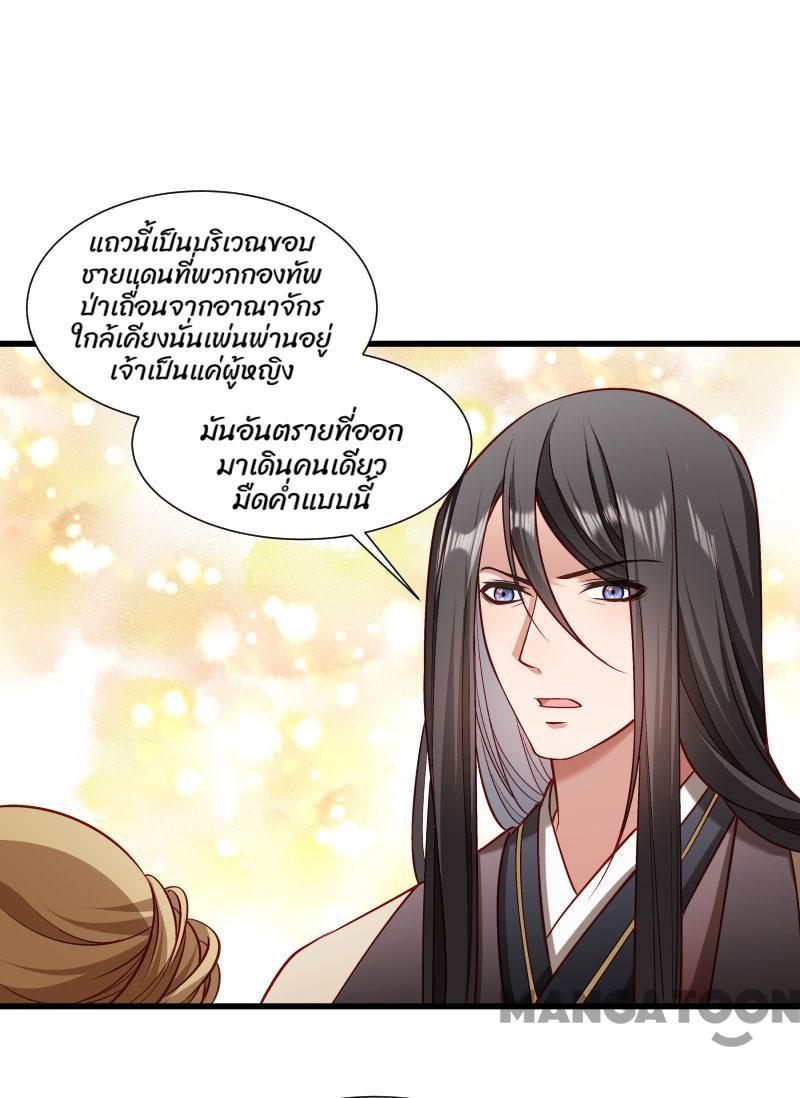 แถวนี้เป็นบริเวณขอบ
ชายแดนที่พวกกองทัพ
ป่าเถื่อนจากอาณาจักร
ใกล้เคียงนั่นเพ่นพ่านอยู่
เจ้าเป็นแค่ผู้หญิง
มันอันตรายที่ออก
มาเดินคนเดียว
มืดค่ำแบบนี้
MANGATOON